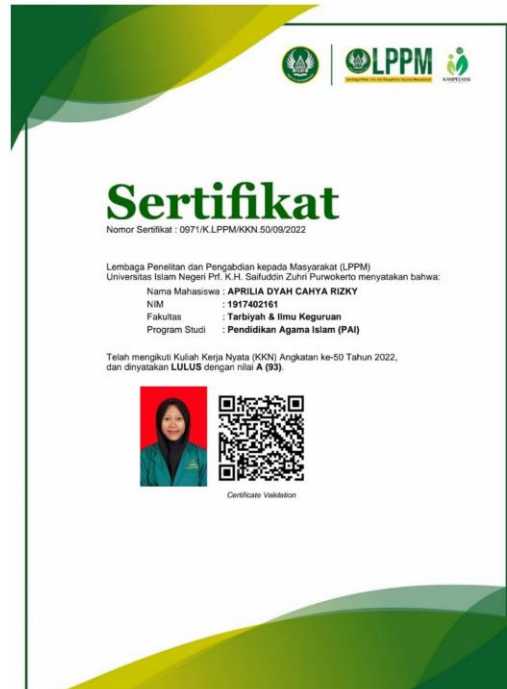 LPPM
KAMPELMAS
Sertifikat
Nomor Sertifikat : 0971/K.LPPM/KKN.50/09/2022
Lembaga Penelitan dan Pengabdian kepada Masyarakat (LPPM)
Universitas Islam Negeri Prf. K.H. Saifuddin Zuhri Purwokerto menyatakan bahwa:
Nama Mahasiswa : APRILIA DYAH CAHYA RIZKY
NIM : 1917402161
Fakultas : Tarbiyah & Ilmu Keguruan
Program Studi : Pendidikan Agama Islam (PAI)
Telah mengikuti Kuliah Kerja Nyata (KKN) Angkatan ke-50 Tahun 2022,
dan dinyatakan LULUS dengan nilai A (93).
Certificate Validation